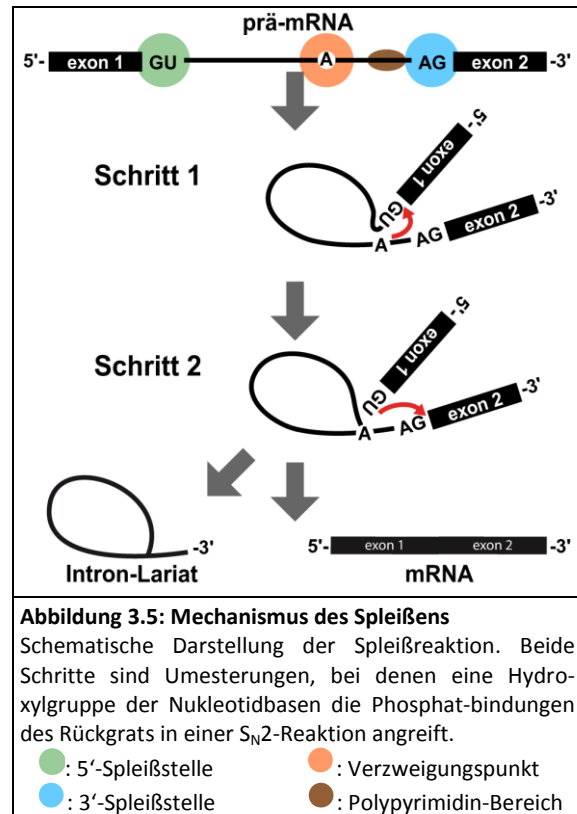 prä-mRNA
5'- exon 1 GU A AG exon 2 -3'
Schritt 1
5'- exon 1 GU
A AG exon 2 -3'
Schritt 2
5'- exon 1 GU
A AG exon 2 -3'
-3'
Intron-Lariat
5'- exon 1 exon 2 -3'
mRNA
Abbildung 3.5: Mechanismus des Spleißens
Schematische Darstellung der Spleißreaktion. Beide
Schritte sind Umesterungen, bei denen eine Hydro-
xylgruppe der Nukleotidbasen die Phosphat-bindungen
des Rückgrats in einer SN2-Reaktion angreift.
: 5‘-Spleißstelle : Verzweigungspunkt
: 3‘-Spleißstelle : Polypyrimidin-Bereich